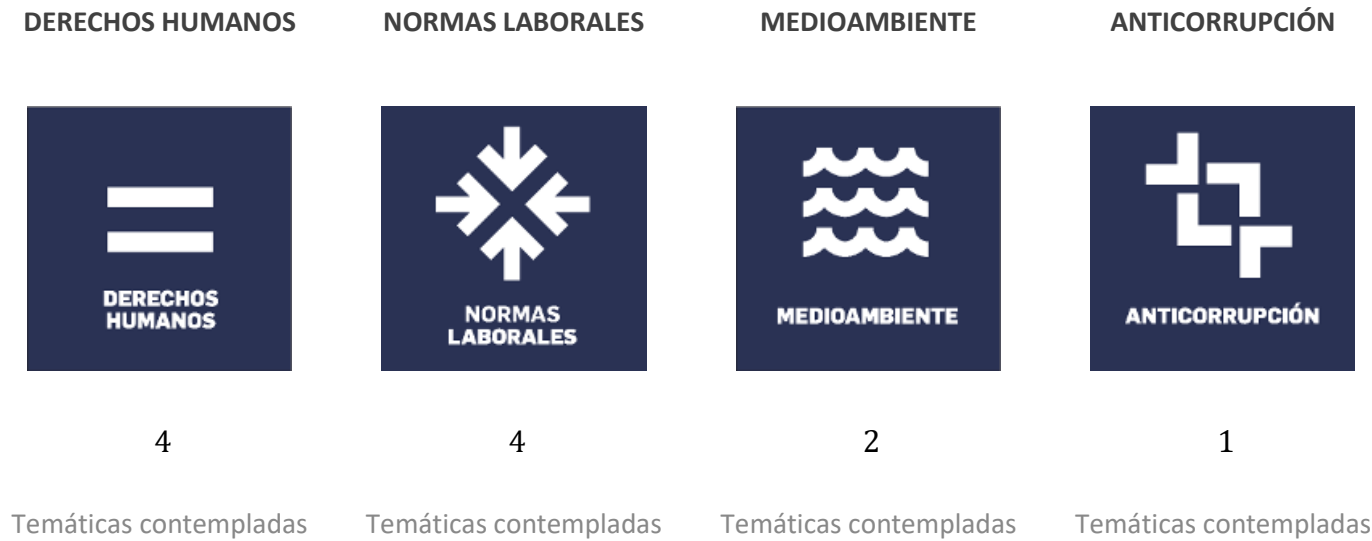 DERECHOS HUMANOS NORMAS LABORALES MEDIOAMBIENTE ANTICORRUPCIÓN
DERECHOS
HUMANOS
NORMAS
LABORALES
MEDIOAMBIENTE
ANTICORRUPCIÓN
4 4 2 1
Temáticas contempladas Temáticas contempladas Temáticas contempladas Temáticas contempladas